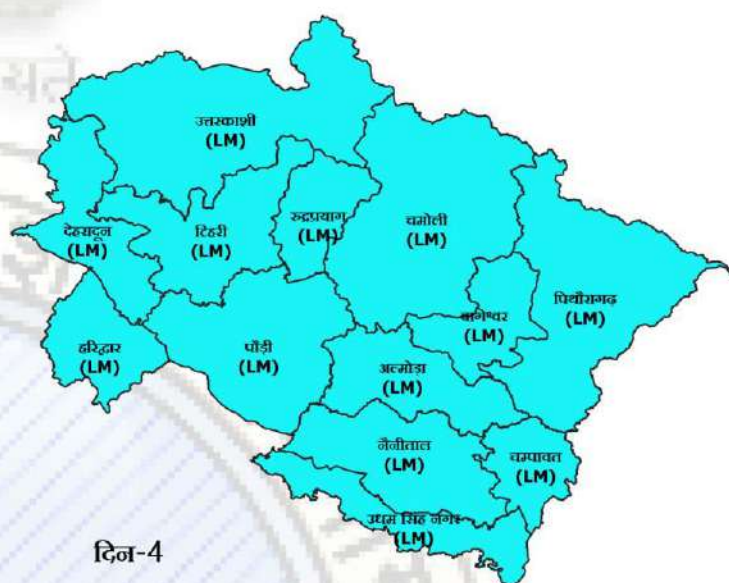 उत्तरकाशी
(LM)
देहरादून
(LM)
टिहरी
(LM)
रुद्रप्रयाग
(LM)
चमोली
(LM)
पिथौरागढ़
(LM)
बागेश्वर
(LM)
हरिद्वार
(LM)
पौड़ी
(LM)
अल्मोड़ा
(LM)
नैनीताल
(LM)
चम्पावत
(LM)
उधम सिंह नगर
(LM)
दिन-4